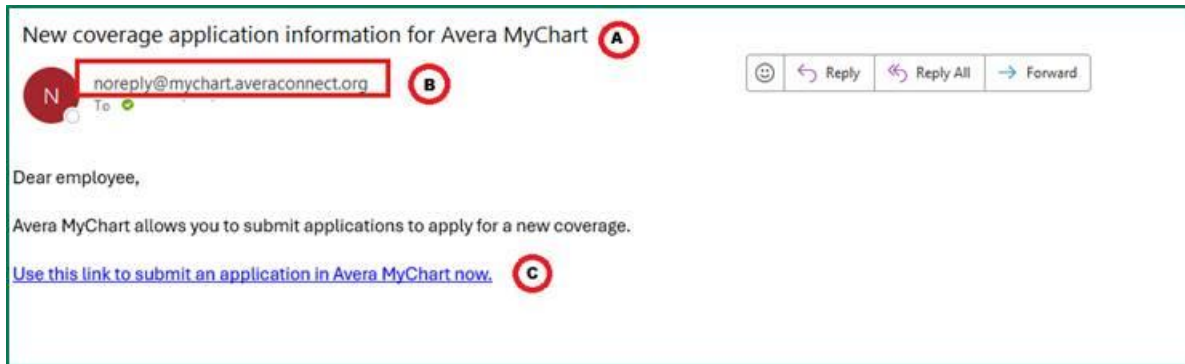 New coverage application information for Avera MyChart A
N
noreply@mychart.averaconnect.org B
To
Reply Reply All Forward
Dear employee,
Avera MyChart allows you to submit applications to apply for a new coverage.
Use this link to submit an application in Avera MyChart now. C